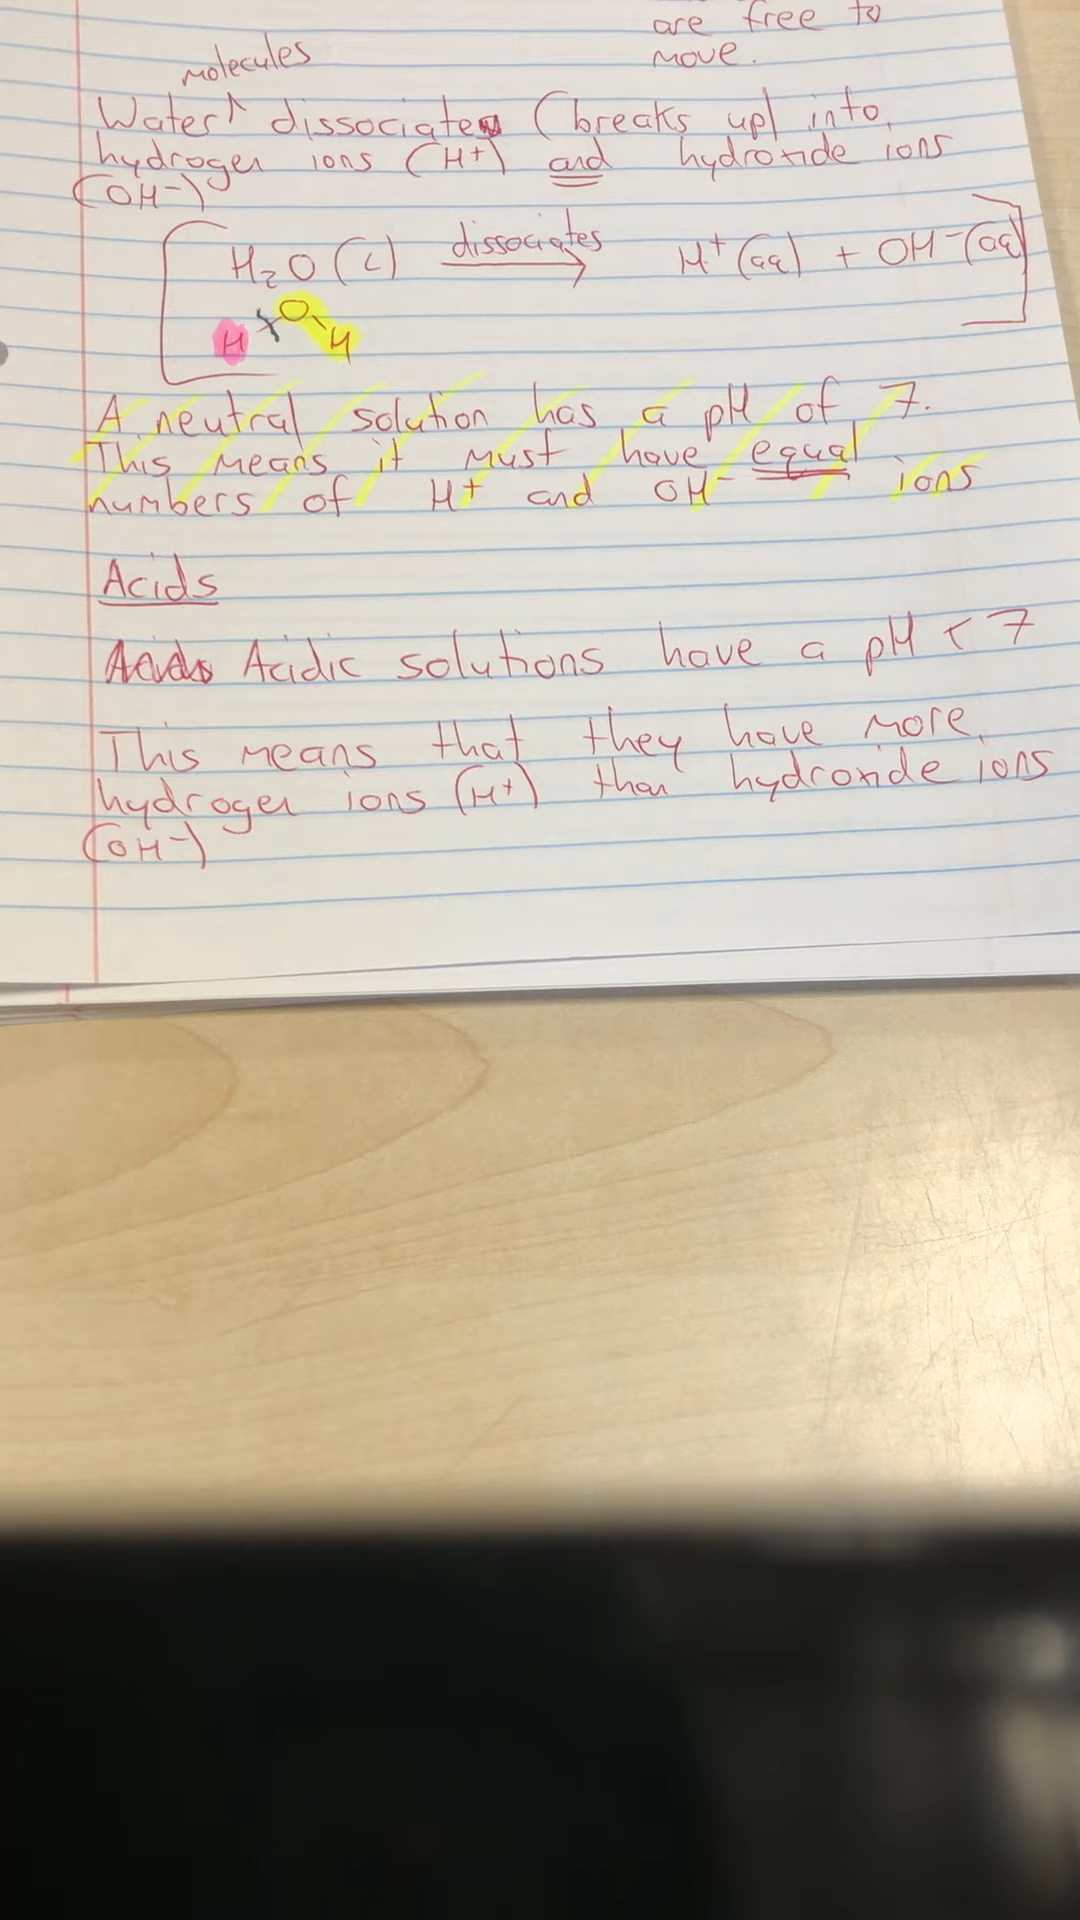 are free to
move.
molecules
Water^ dissociate (breaks up) into
hydrogen ions (H+) and hydroxide ions
(OH-)
H₂O (L) dissociates H⁺(aq) + OH⁻(aq)
H O H
A neutral solution has a pH of 7.
This means it must have equal
numbers of H⁺ and OH⁻ ions
Acids
Acidic solutions have a pH < 7
This means that they have more
hydrogen ions (H+) than hydroxide ions
(OH-)